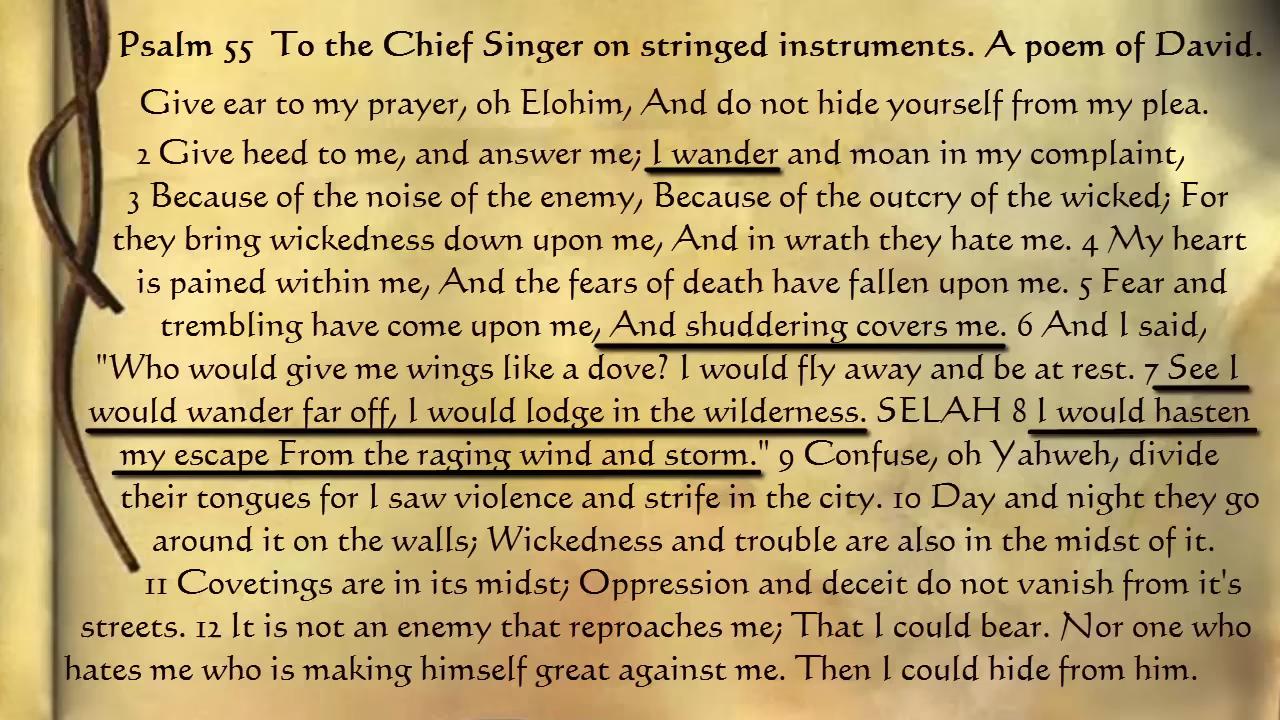 Psalm 55 To the Chief Singer on stringed instruments. A poem of David.
Give ear to my prayer, oh Elohim, And do not hide yourself from my plea.
2 Give heed to me, and answer me; I wander and moan in my complaint,
3 Because of the noise of the enemy, Because of the outcry of the wicked; For
they bring wickedness down upon me, And in wrath they hate me. 4 My heart
is pained within me, And the fears of death have fallen upon me. 5 Fear and
trembling have come upon me, And shuddering covers me. 6 And I said,
"Who would give me wings like a dove? I would fly away and be at rest. 7 See I
would wander far off, I would lodge in the wilderness. SELAH 8 I would hasten
my escape From the raging wind and storm." 9 Confuse, oh Yahweh, divide
their tongues for I saw violence and strife in the city. 10 Day and night they go
around it on the walls; Wickedness and trouble are also in the midst of it.
11 Covetings are in its midst; Oppression and deceit do not vanish from it's
streets. 12 It is not an enemy that reproaches me; That I could bear. Nor one who
hates me who is making himself great against me. Then I could hide from him.